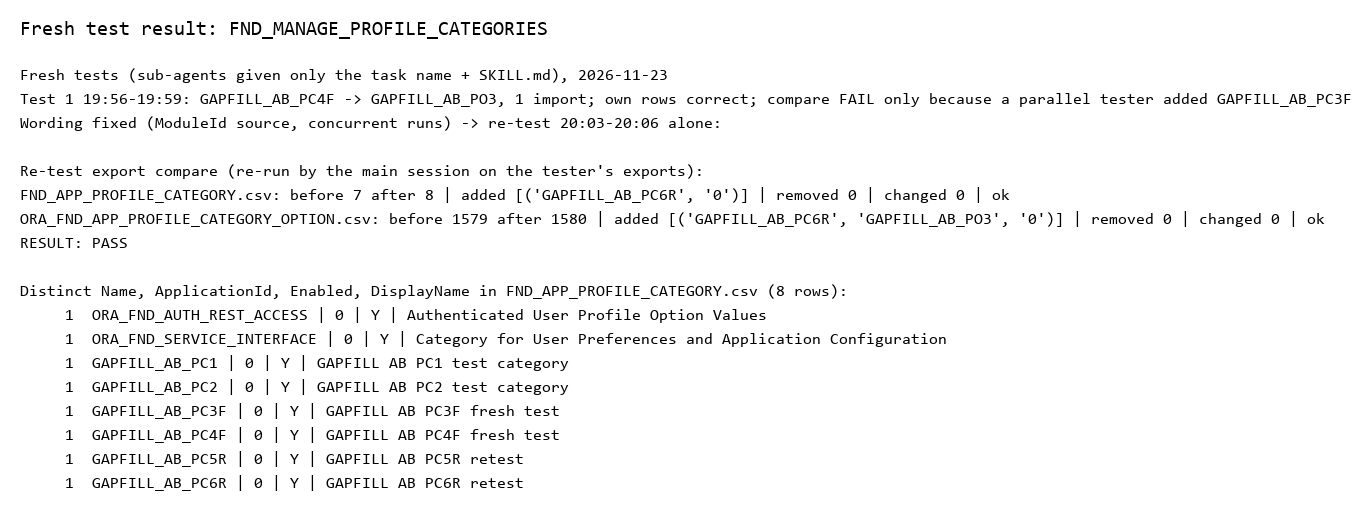 Fresh test result: FND_MANAGE_PROFILE_CATEGORIES
Fresh tests (sub-agents given only the task name + SKILL.md), 2026-11-23
Test 1 19:56-19:59: GAPFILL_AB_PC4F -> GAPFILL_AB_PO3, 1 import; own rows correct; compare FAIL only because a parallel tester added GAPFILL_AB_PC3F
Wording fixed (ModuleId source, concurrent runs) -> re-test 20:03-20:06 alone:
Re-test export compare (re-run by the main session on the tester's exports):
FND_APP_PROFILE_CATEGORY.csv: before 7 after 8 | added [('GAPFILL_AB_PC6R', '0')] | removed 0 | changed 0 | ok
ORA_FND_APP_PROFILE_CATEGORY_OPTION.csv: before 1579 after 1580 | added [('GAPFILL_AB_PC6R', 'GAPFILL_AB_PO3', '0')] | removed 0 | changed 0 | ok
RESULT: PASS
Distinct Name, ApplicationId, Enabled, DisplayName in FND_APP_PROFILE_CATEGORY.csv (8 rows):
1  ORA_FND_AUTH_REST_ACCESS | 0 | Y | Authenticated User Profile Option Values
1  ORA_FND_SERVICE_INTERFACE | 0 | Y | Category for User Preferences and Application Configuration
1  GAPFILL_AB_PC1 | 0 | Y | GAPFILL AB PC1 test category
1  GAPFILL_AB_PC2 | 0 | Y | GAPFILL AB PC2 test category
1  GAPFILL_AB_PC3F | 0 | Y | GAPFILL AB PC3F fresh test
1  GAPFILL_AB_PC4F | 0 | Y | GAPFILL AB PC4F fresh test
1  GAPFILL_AB_PC5R | 0 | Y | GAPFILL AB PC5R retest
1  GAPFILL_AB_PC6R | 0 | Y | GAPFILL AB PC6R retest